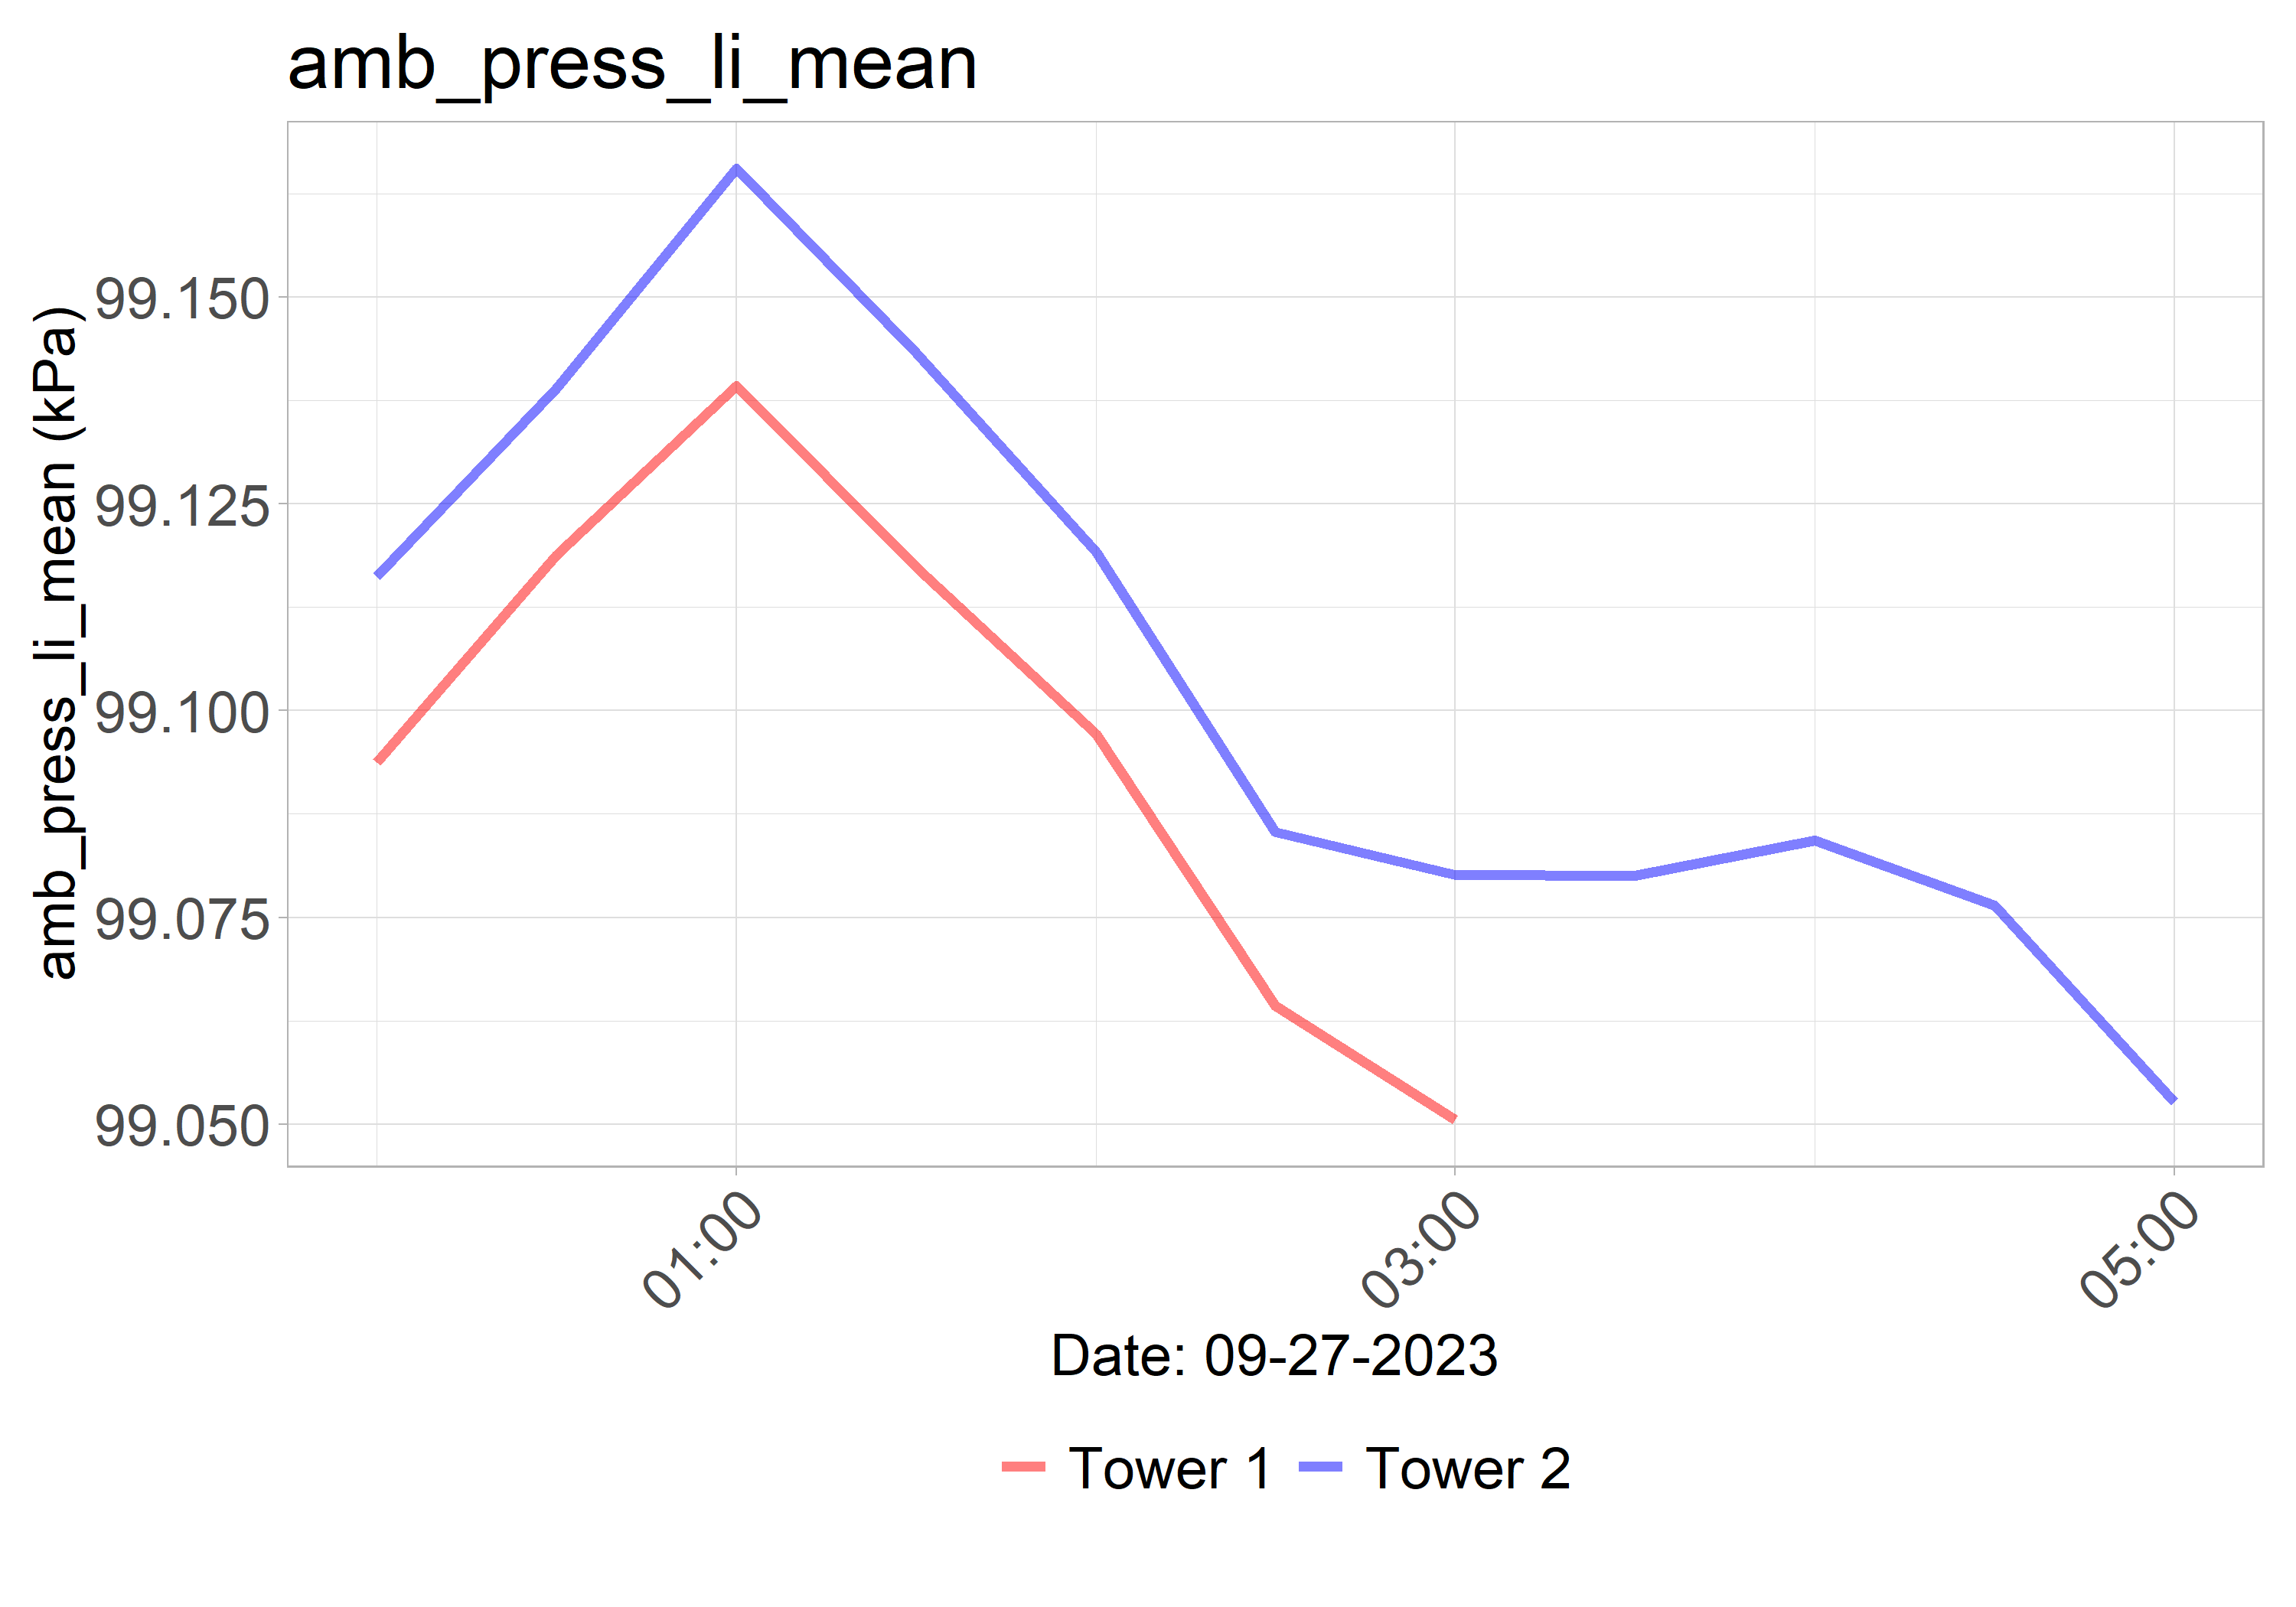 amb_press_li_mean
amb_press_li_mean (kPa)
99.150
99.125
99.100
99.075
99.050
01:00
03:00
05:00
Date: 09-27-2023
Tower 1
Tower 2